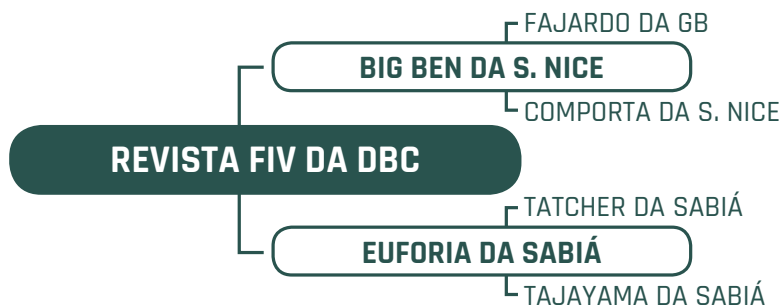 FAJARDO DA GB
BIG BEN DA S. NICE
COMPORTA DA S. NICE
REVISTA FIV DA DBC
TATCHER DA SABIÁ
EUFORIA DA SABIÁ
TAJAYAMA DA SABIÁ